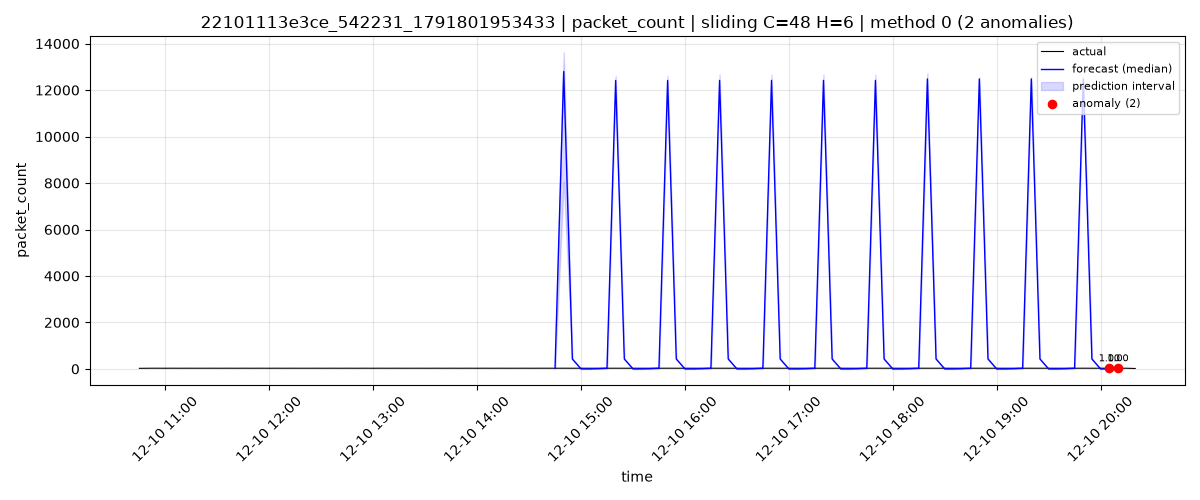 22101113e3ce_542231_1791801953433 | packet_count | sliding C=48 H=6 | method 0 (2 anomalies)
14000
12000
10000
8000
6000
4000
2000
0
packet_count
actual
forecast (median)
prediction interval
anomaly (2)
12-10 11:00
12-10 12:00
12-10 13:00
12-10 14:00
12-10 15:00
12-10 16:00
12-10 17:00
12-10 18:00
12-10 19:00
12-10 20:00
time